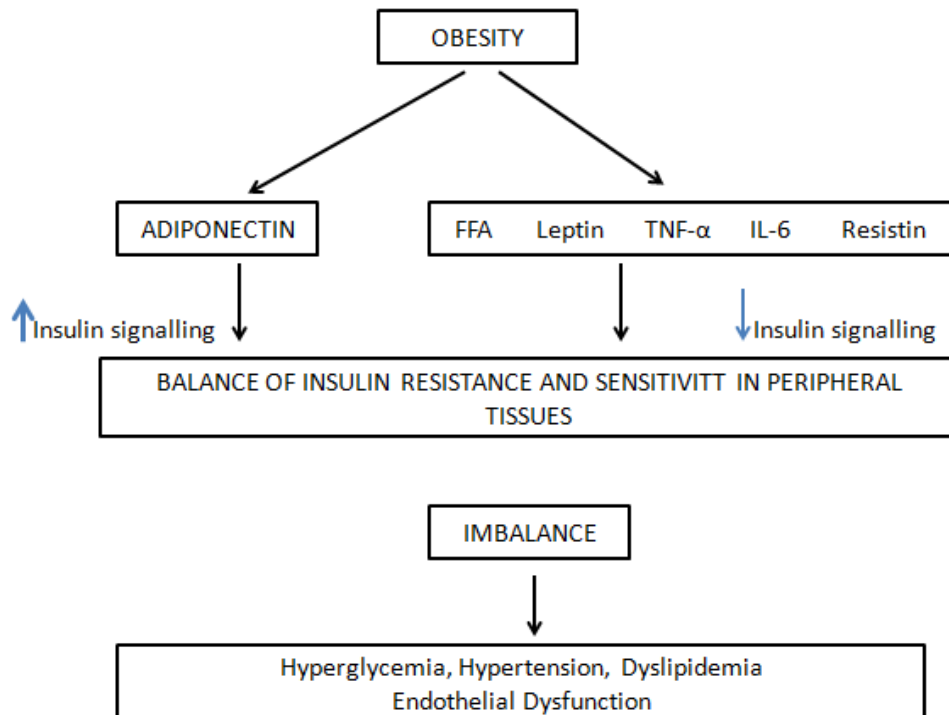 OBESITY
ADIPONECTIN
FFA Leptin TNF-α IL-6 Resistin
Insulin signalling
Insulin signalling
BALANCE OF INSULIN RESISTANCE AND SENSITIVITT IN PERIPHERAL
TISSUES
IMBALANCE
Hyperglycemia, Hypertension, Dyslipidemia
Endothelial Dysfunction